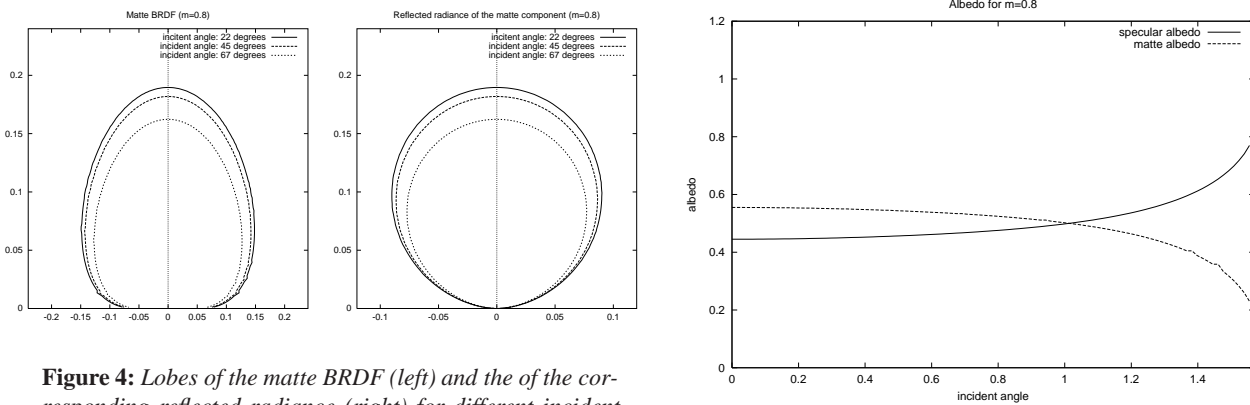 Matte BRDF (m=0.8)
incitent angle: 22 degrees
incident angle: 45 degrees
incident angle: 67 degrees
0.2
0.15
0.1
0.05
0
-0.2 -0.15 -0.1 -0.05 0 0.05 0.1 0.15 0.2
Reflected radiance of the matte component (m=0.8)
incident angle: 22 degrees
incident angle: 45 degrees
incident angle: 67 degrees
0.2
0.15
0.1
0.05
0
-0.1 -0.05 0 0.05 0.1
Figure 4: Lobes of the matte BRDF (left) and the of the cor-
responding reflected radiance (right) for different incident
Albedo for m=0.8
specular albedo
matte albedo
1.2
1
0.8
0.6
0.4
0.2
0
albedo
0 0.2 0.4 0.6 0.8 1 1.2 1.4
incident angle